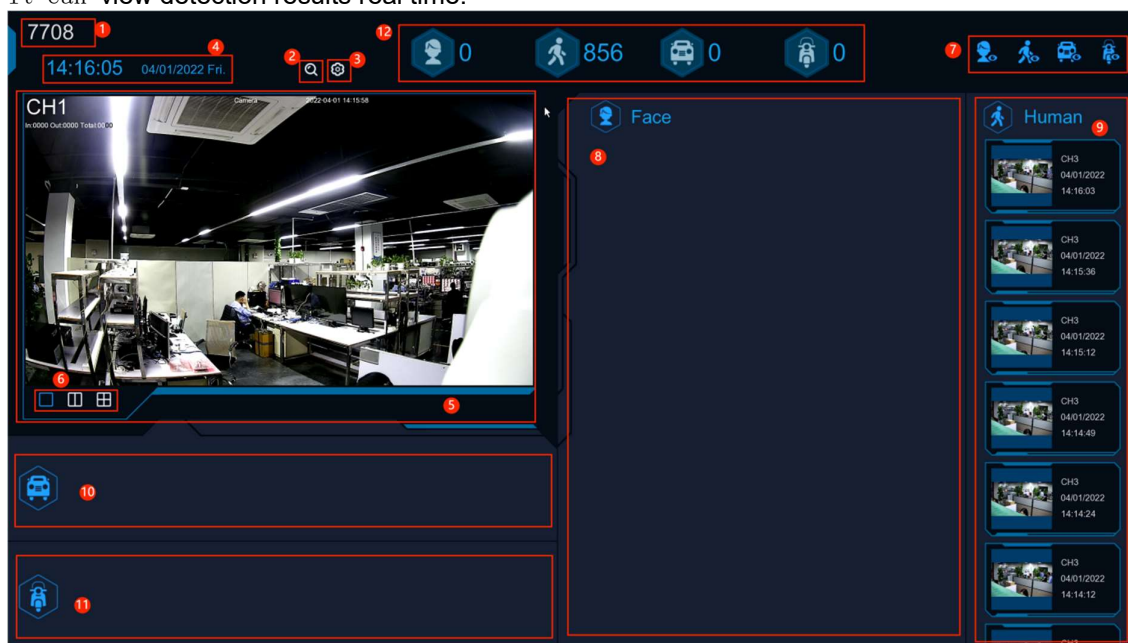 It can view detection results real time.
7708
1
12
0
856
0
0
7
4
14:16:05 04/01/2022 Fri.
2
3
CH1
Camera
2022-04-01 14:15:58
In:0000 Out:0000 Total:0000
6
5
10
11
Face
8
Human
9
CH3
04/01/2022
14:16:03
CH3
04/01/2022
14:15:36
CH3
04/01/2022
14:15:12
CH3
04/01/2022
14:14:49
CH3
04/01/2022
14:14:24
CH3
04/01/2022
14:14:12
CH3